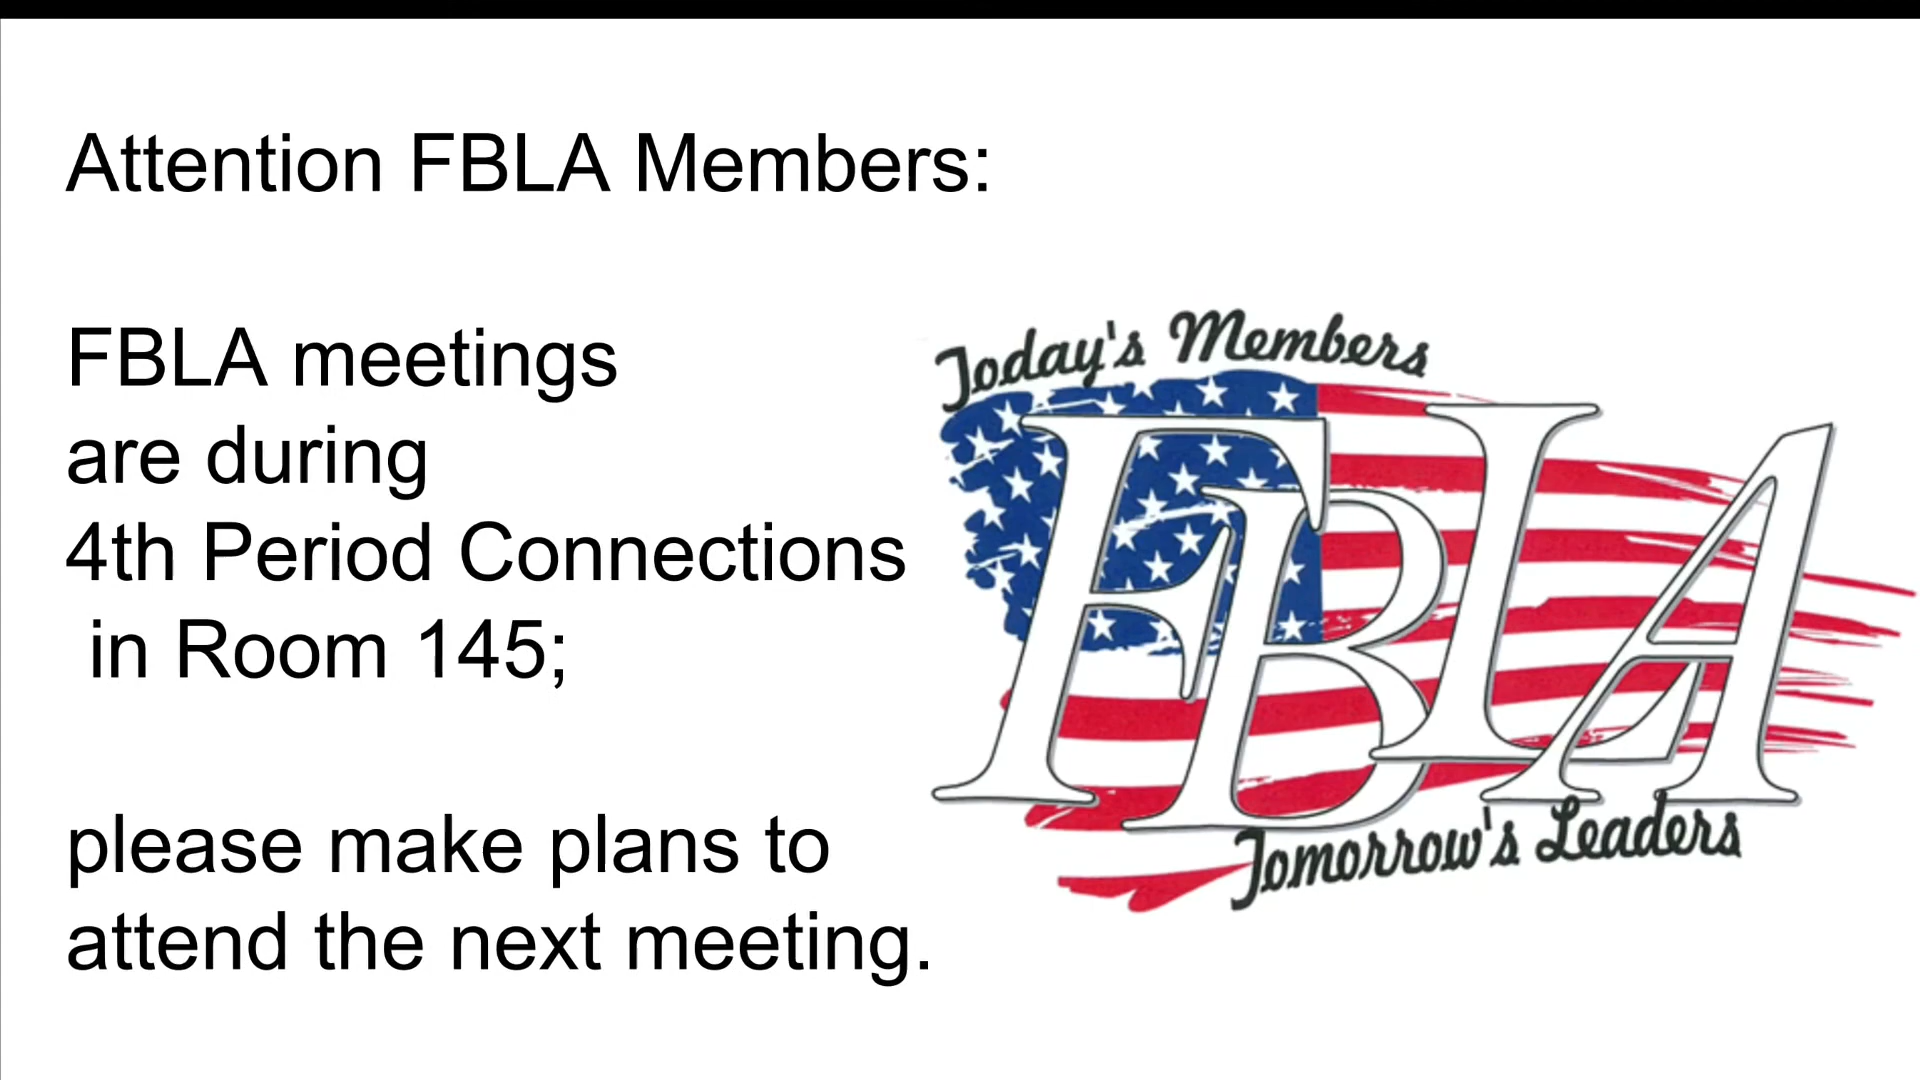 Attention FBLA Members:
FBLA meetings
are during
4th Period Connections
in Room 145;
please make plans to
attend the next meeting.
Today's Members
FBLA
Tomorrow's Leaders